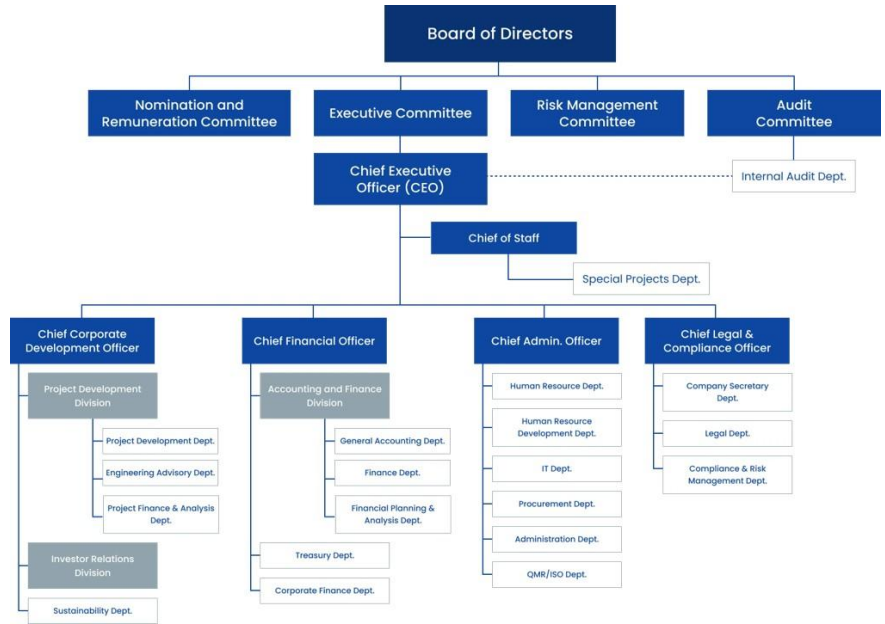 Board of Directors
Nomination and
Remuneration Committee
Executive Committee
Risk Management
Committee
Audit
Committee
Chief Executive
Officer (CEO)
Internal Audit Dept.
Chief of Staff
Special Projects Dept.
Chief Corporate
Development Officer
Project Development
Division
Project Development Dept.
Engineering Advisory Dept.
Project Finance & Analysis
Dept.
Investor Relations
Division
Sustainability Dept.
Chief Financial Officer
Accounting and Finance
Division
General Accounting Dept.
Finance Dept.
Financial Planning &
Analysis Dept.
Treasury Dept.
Corporate Finance Dept.
Chief Admin. Officer
Human Resource Dept.
Human Resource
Development Dept.
IT Dept.
Procurement Dept.
Administration Dept.
QMR/ISO Dept.
Chief Legal &
Compliance Officer
Company Secretary
Dept.
Legal Dept.
Compliance & Risk
Management Dept.